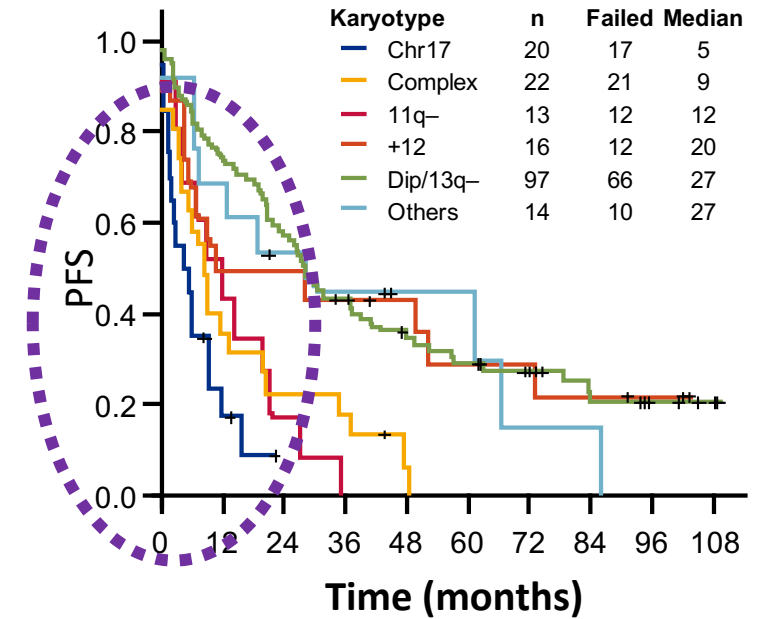 Karyotype n Failed Median
Chr17 20 17 5
Complex 22 21 9
11q– 13 12 12
+12 16 12 20
Dip/13q– 97 66 27
Others 14 10 27
1.0
0.8
0.6
0.4
0.2
0.0
PFS
0 12 24 36 48 60 72 84 96 108
Time (months)